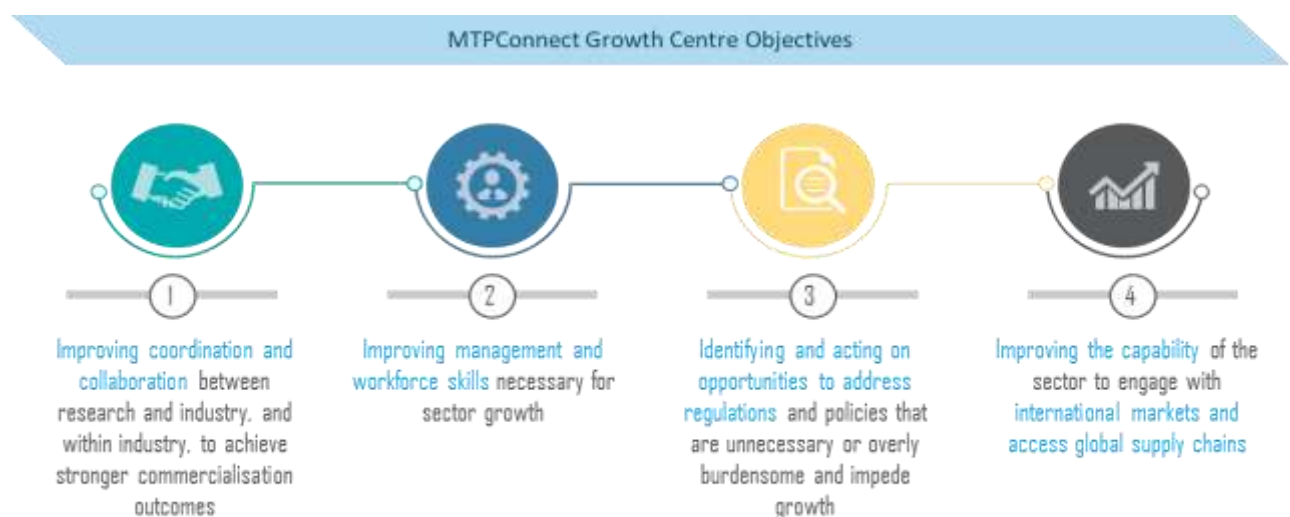 MTPConnect Growth Centre Objectives
1
Improving coordination and
collaboration between
research and industry, and
within industry, to achieve
stronger commercialisation
outcomes
2
Improving management and
workforce skills necessary for
sector growth
3
Identifying and acting on
opportunities to address
regulations and policies that
are unnecessary or overly
burdensome and impede
growth
4
Improving the capability of the
sector to engage with
international markets and
access global supply chains